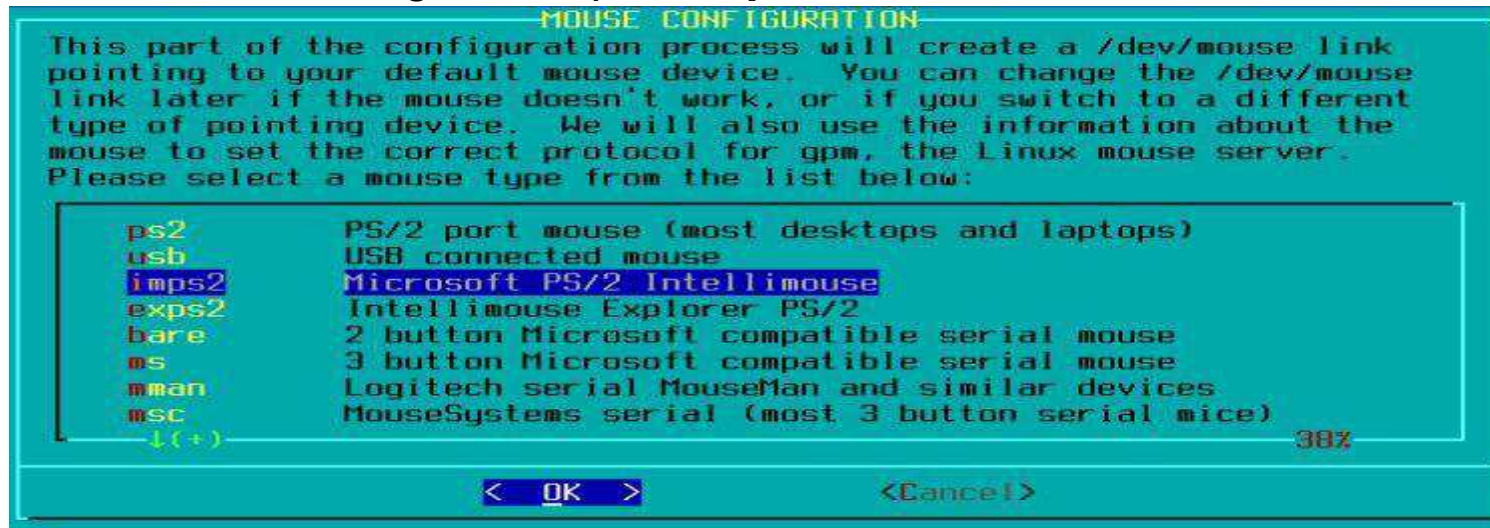 MOUSE CONFIGURATION
This part of the configuration process will create a /dev/mouse link
pointing to your default mouse device.  You can change the /dev/mouse
link later if the mouse doesn't work, or if you switch to a different
type of pointing device.  We will also use the information about the
mouse to set the correct protocol for gpm, the Linux mouse server.
Please select a mouse type from the list below:
ps2 PS/2 port mouse (most desktops and laptops)
usb USB connected mouse
imps2 Microsoft PS/2 Intellimouse
exps2 Intellimouse Explorer PS/2
bare 2 button Microsoft compatible serial mouse
ms 3 button Microsoft compatible serial mouse
mman Logitech serial MouseMan and similar devices
msc MouseSystems serial (most 3 button serial mice)
↓(+) 38%
< OK > <Cancel>